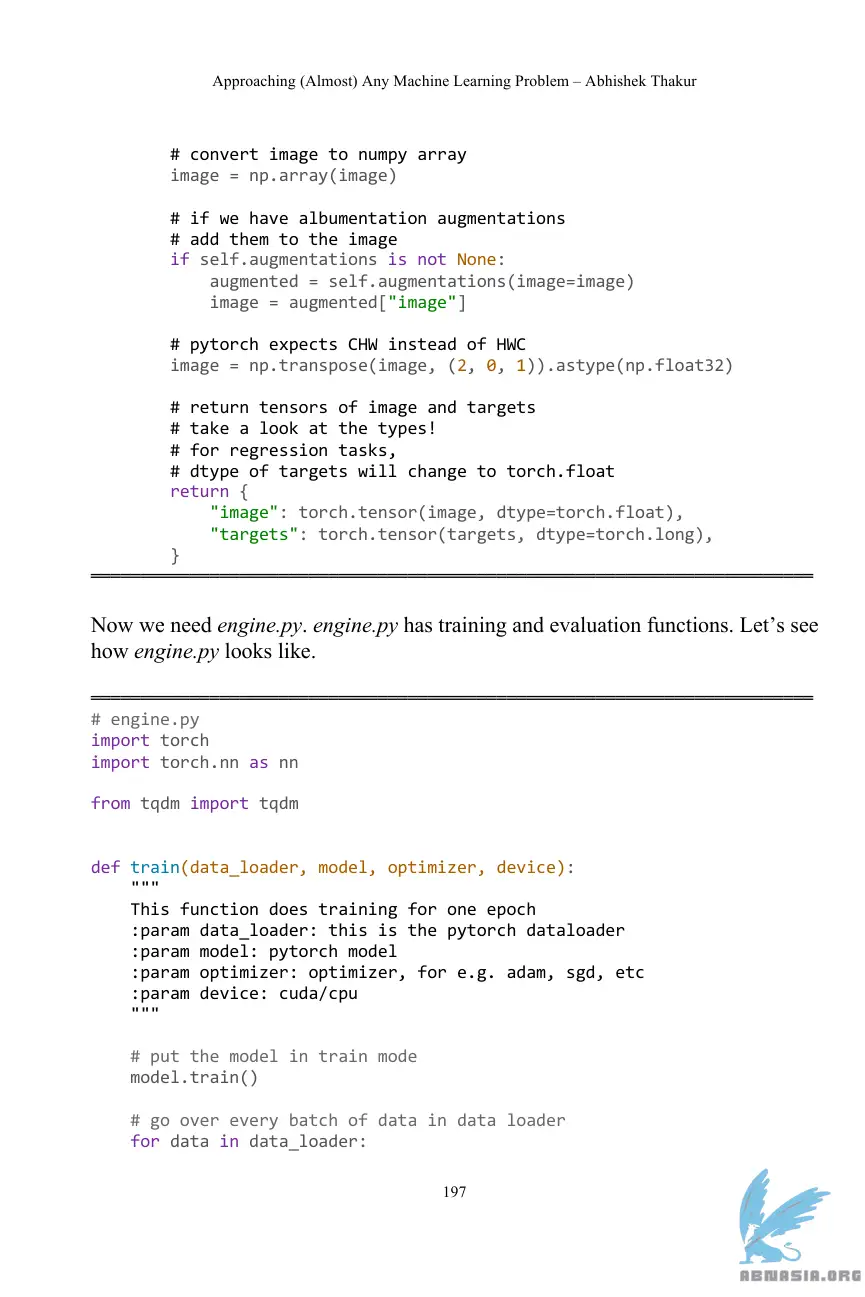 Approaching (Almost) Any Machine Learning Problem – Abhishek Thakur
# convert image to numpy array
image = np.array(image)
# if we have albumentation augmentations
# add them to the image
if self.augmentations is not None:
augmented = self.augmentations(image=image)
image = augmented["image"]
# pytorch expects CHW instead of HWC
image = np.transpose(image, (2, 0, 1)).astype(np.float32)
# return tensors of image and targets
# take a look at the types!
# for regression tasks,
# dtype of targets will change to torch.float
return {
"image": torch.tensor(image, dtype=torch.float),
"targets": torch.tensor(targets, dtype=torch.long),
}
Now we need engine.py. engine.py has training and evaluation functions. Let’s see
how engine.py looks like.
# engine.py
import torch
import torch.nn as nn
from tqdm import tqdm
def train(data_loader, model, optimizer, device):
"""
This function does training for one epoch
:param data_loader: this is the pytorch dataloader
:param model: pytorch model
:param optimizer: optimizer, for e.g. adam, sgd, etc
:param device: cuda/cpu
"""
# put the model in train mode
model.train()
# go over every batch of data in data loader
for data in data_loader:
197
ABNASIA.ORG